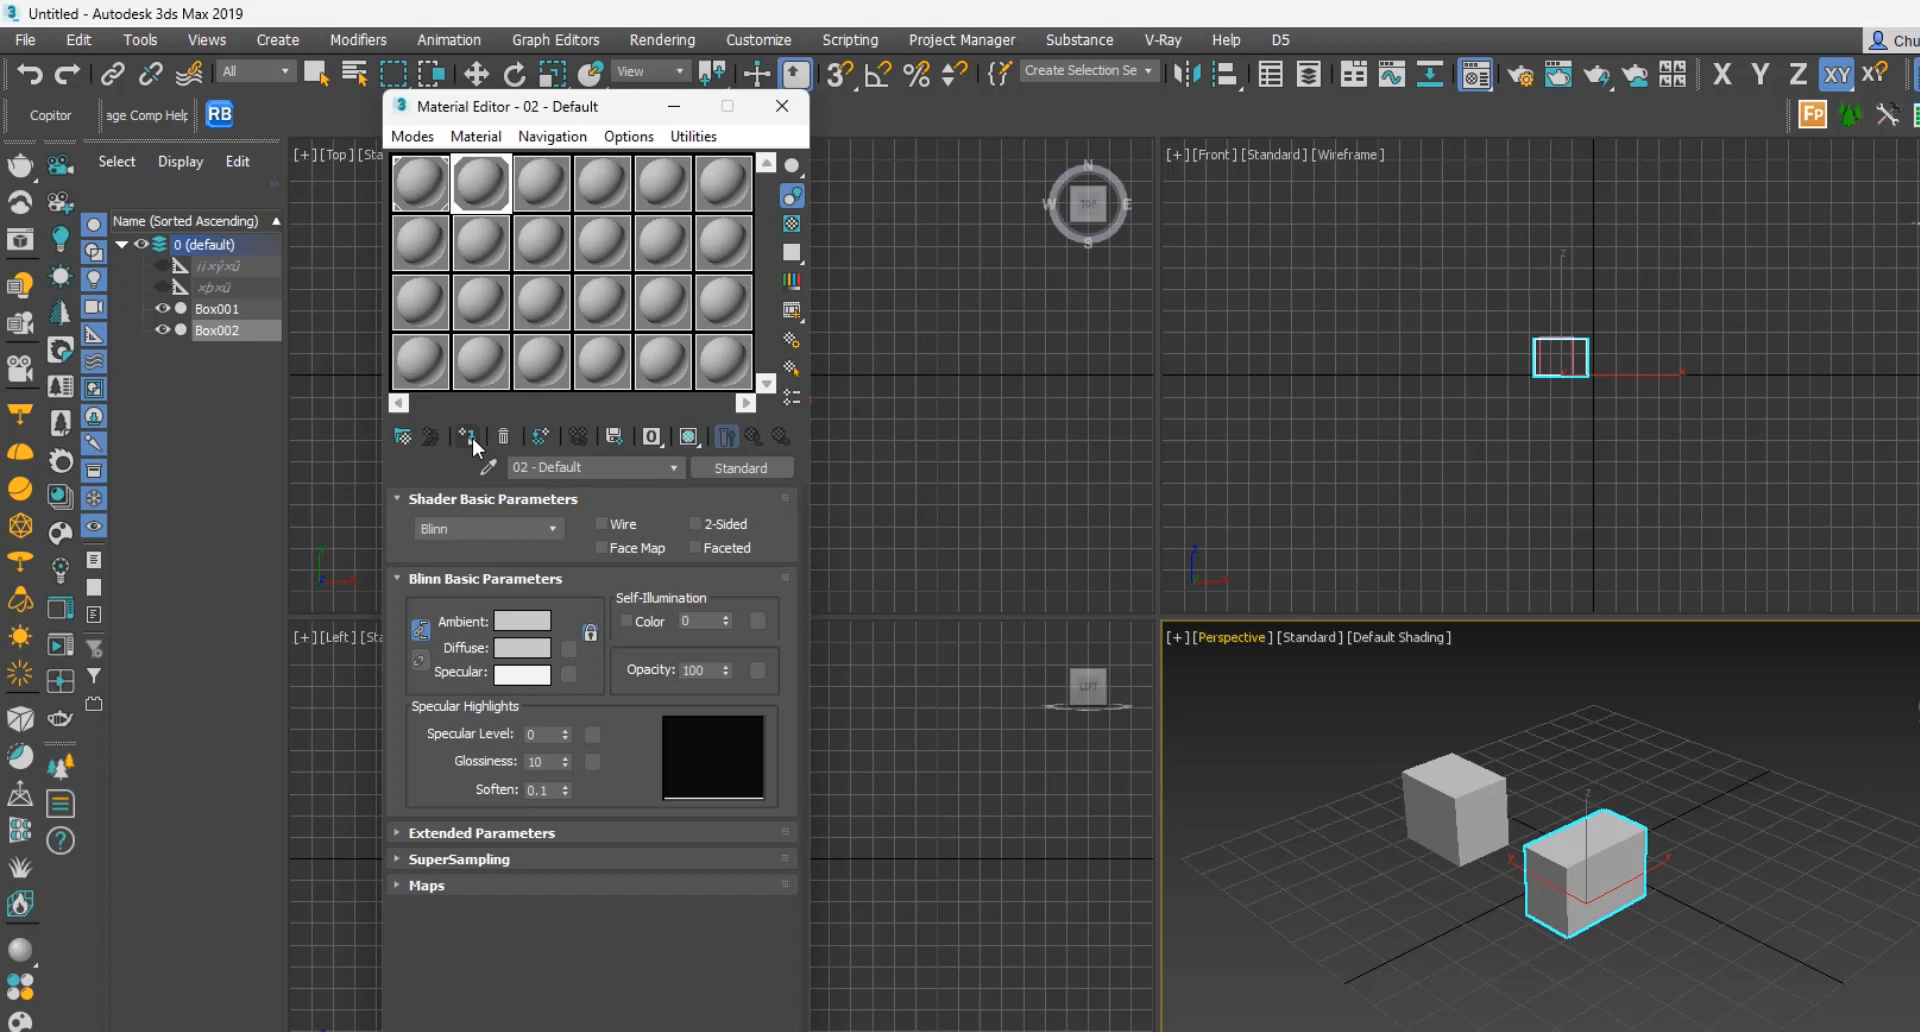 Untitled - Autodesk 3ds Max 2019
File Edit Tools Views Create Modifiers Animation Graph Editors Rendering Customize Scripting Project Manager Substance V-Ray Help D5 Chu
All View Create Selection Se X Y Z XY X
Copitor age Comp Help RB FP
Material Editor - 02 - Default
Modes Material Navigation Options Utilities
Select Display Edit
Name (Sorted Ascending)
0 (default)
Box001
Box002
[+][Top][Sta
N
W TOP E
S
[+][Front][Standard][Wireframe]
z
x
02 - Default Standard
Shader Basic Parameters
Blinn Wire 2-Sided
Face Map Faceted
Blinn Basic Parameters
Self-Illumination
Ambient: Color 0
Diffuse:
Specular: Opacity: 100
Specular Highlights
Specular Level: 0
Glossiness: 10
Soften: 0.1
Extended Parameters
SuperSampling
Maps
[+][Left][Sta
LEFT
[+][Perspective][Standard][Default Shading]
z
y x